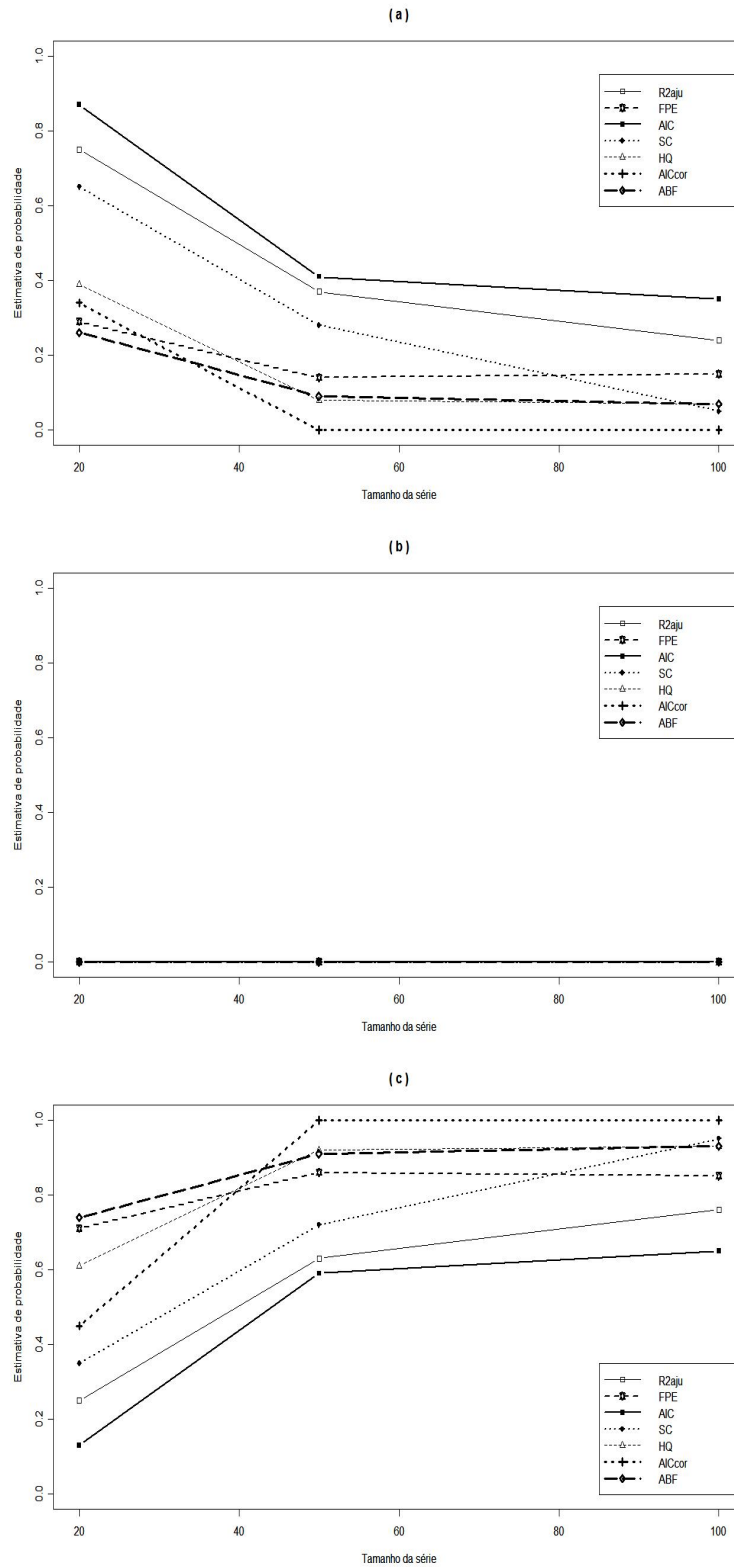 ( a )
Estimativa de probabilidade
1.0
0.8
0.6
0.4
0.2
0.0
R2aju
FPE
AIC
SC
HQ
AICcor
ABF
20 40 60 80 100
Tamanho da série
( b )
Estimativa de probabilidade
1.0
0.8
0.6
0.4
0.2
0.0
R2aju
FPE
AIC
SC
HQ
AICcor
ABF
20 40 60 80 100
Tamanho da série
( c )
Estimativa de probabilidade
1.0
0.8
0.6
0.4
0.2
0.0
R2aju
FPE
AIC
SC
HQ
AICcor
ABF
20 40 60 80 100
Tamanho da série